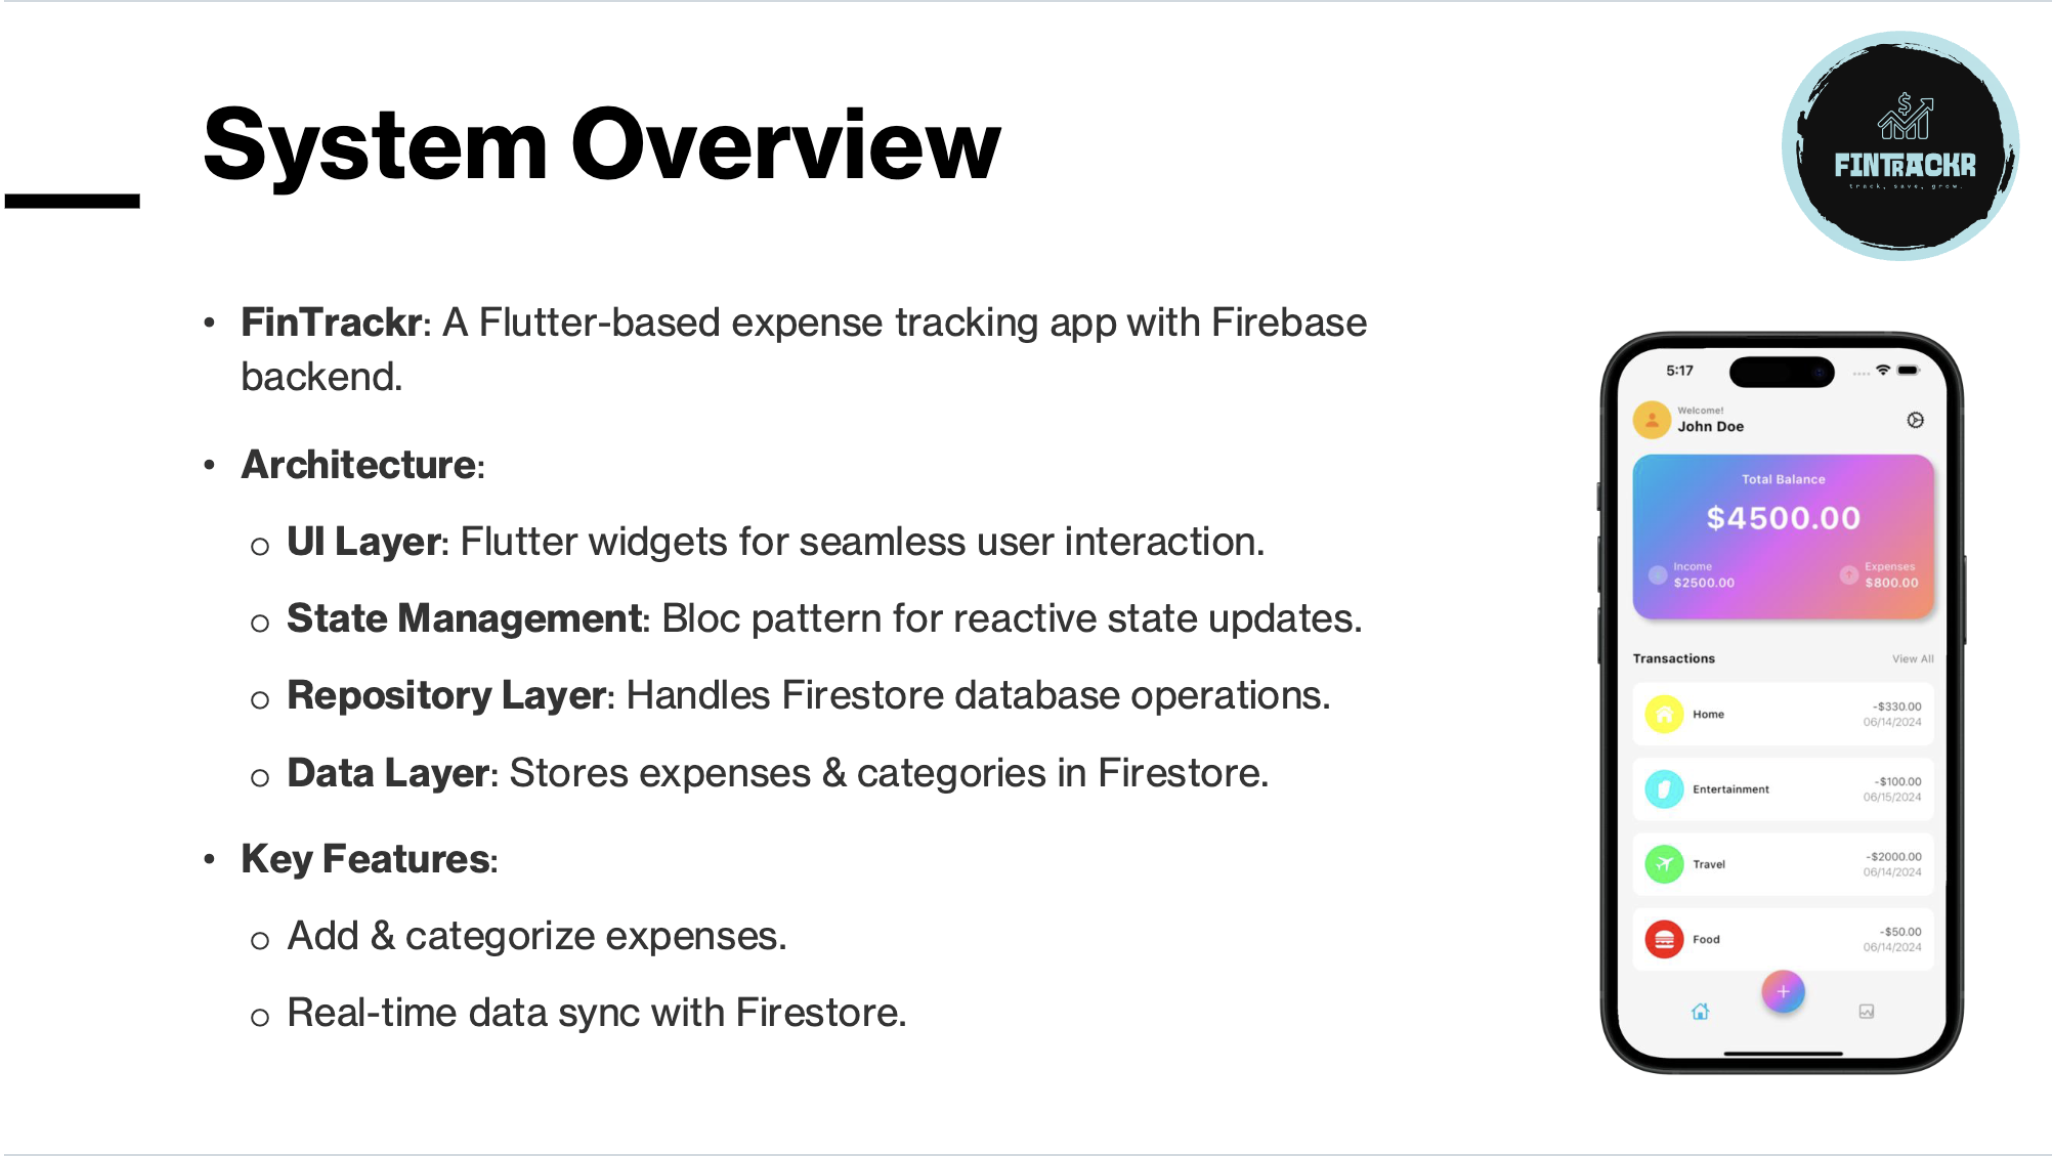 System Overview
FINTRACKR
track, save, grow.
• FinTrackr: A Flutter-based expense tracking app with Firebase
backend.
• Architecture:
○ UI Layer: Flutter widgets for seamless user interaction.
○ State Management: Bloc pattern for reactive state updates.
○ Repository Layer: Handles Firestore database operations.
○ Data Layer: Stores expenses & categories in Firestore.
• Key Features:
○ Add & categorize expenses.
○ Real-time data sync with Firestore.
5:17
Welcome!
John Doe
Total Balance
$4500.00
Income
$2500.00
Expenses
$800.00
Transactions View All
Home -$330.00
06/14/2024
Entertainment -$100.00
06/15/2024
Travel -$2000.00
06/14/2024
Food -$50.00
06/14/2024